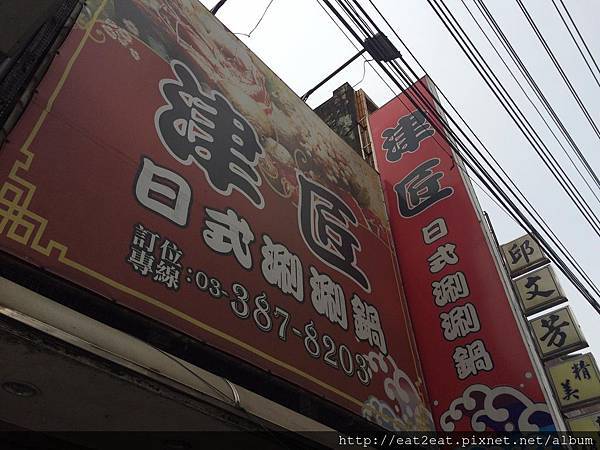 津匠
日式涮涮鍋
訂位專線:03-387-8203
津匠
日式涮涮鍋
邱
文
芳
精美
http://eat2eat.pixnet.net/album